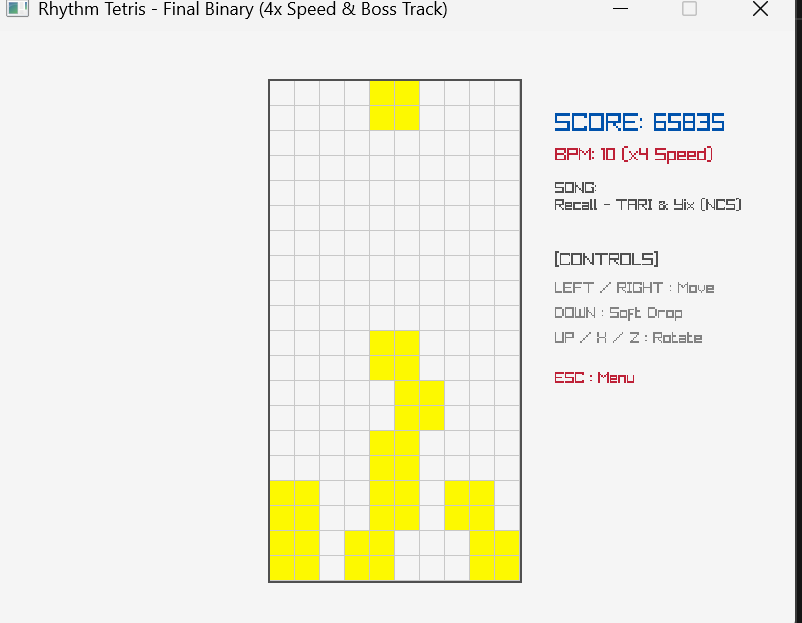 Rhythm Tetris - Final Binary (4x Speed & Boss Track)
SCORE: 65835
BPM: 10 (x4 Speed)
SONG:
Recall - TARI & Yix (NCS)
[CONTROLS]
LEFT / RIGHT : Move
DOWN : Soft Drop
UP / X / Z : Rotate
ESC : Menu